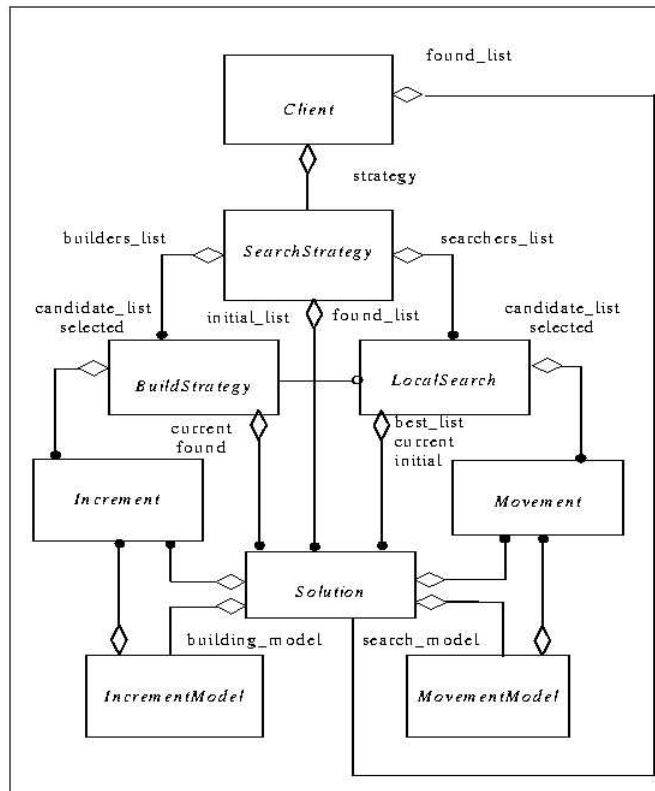 found_list
Client
strategy
builders_list
searchers_list
SearchStrategy
candidate_list
selected
initial_list
found_list
candidate_list
selected
BuildStrategy
LocalSearch
current
found
best_list
current
initial
Increment
Movement
Solution
building_model
search_model
IncrementModel
MovementModel